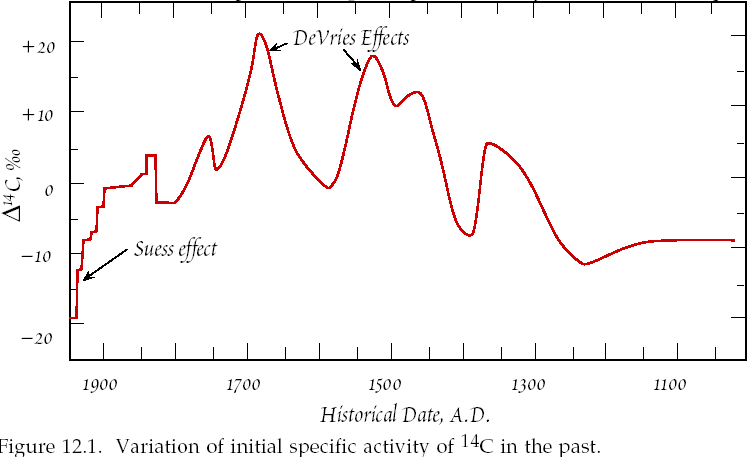 +20
DeVries Effects
+10
0
Δ¹⁴C, ‰
−10
Suess effect
−20
1900 1700 1500 1300 1100
Historical Date, A.D.
Figure 12.1. Variation of initial specific activity of ¹⁴C in the past.